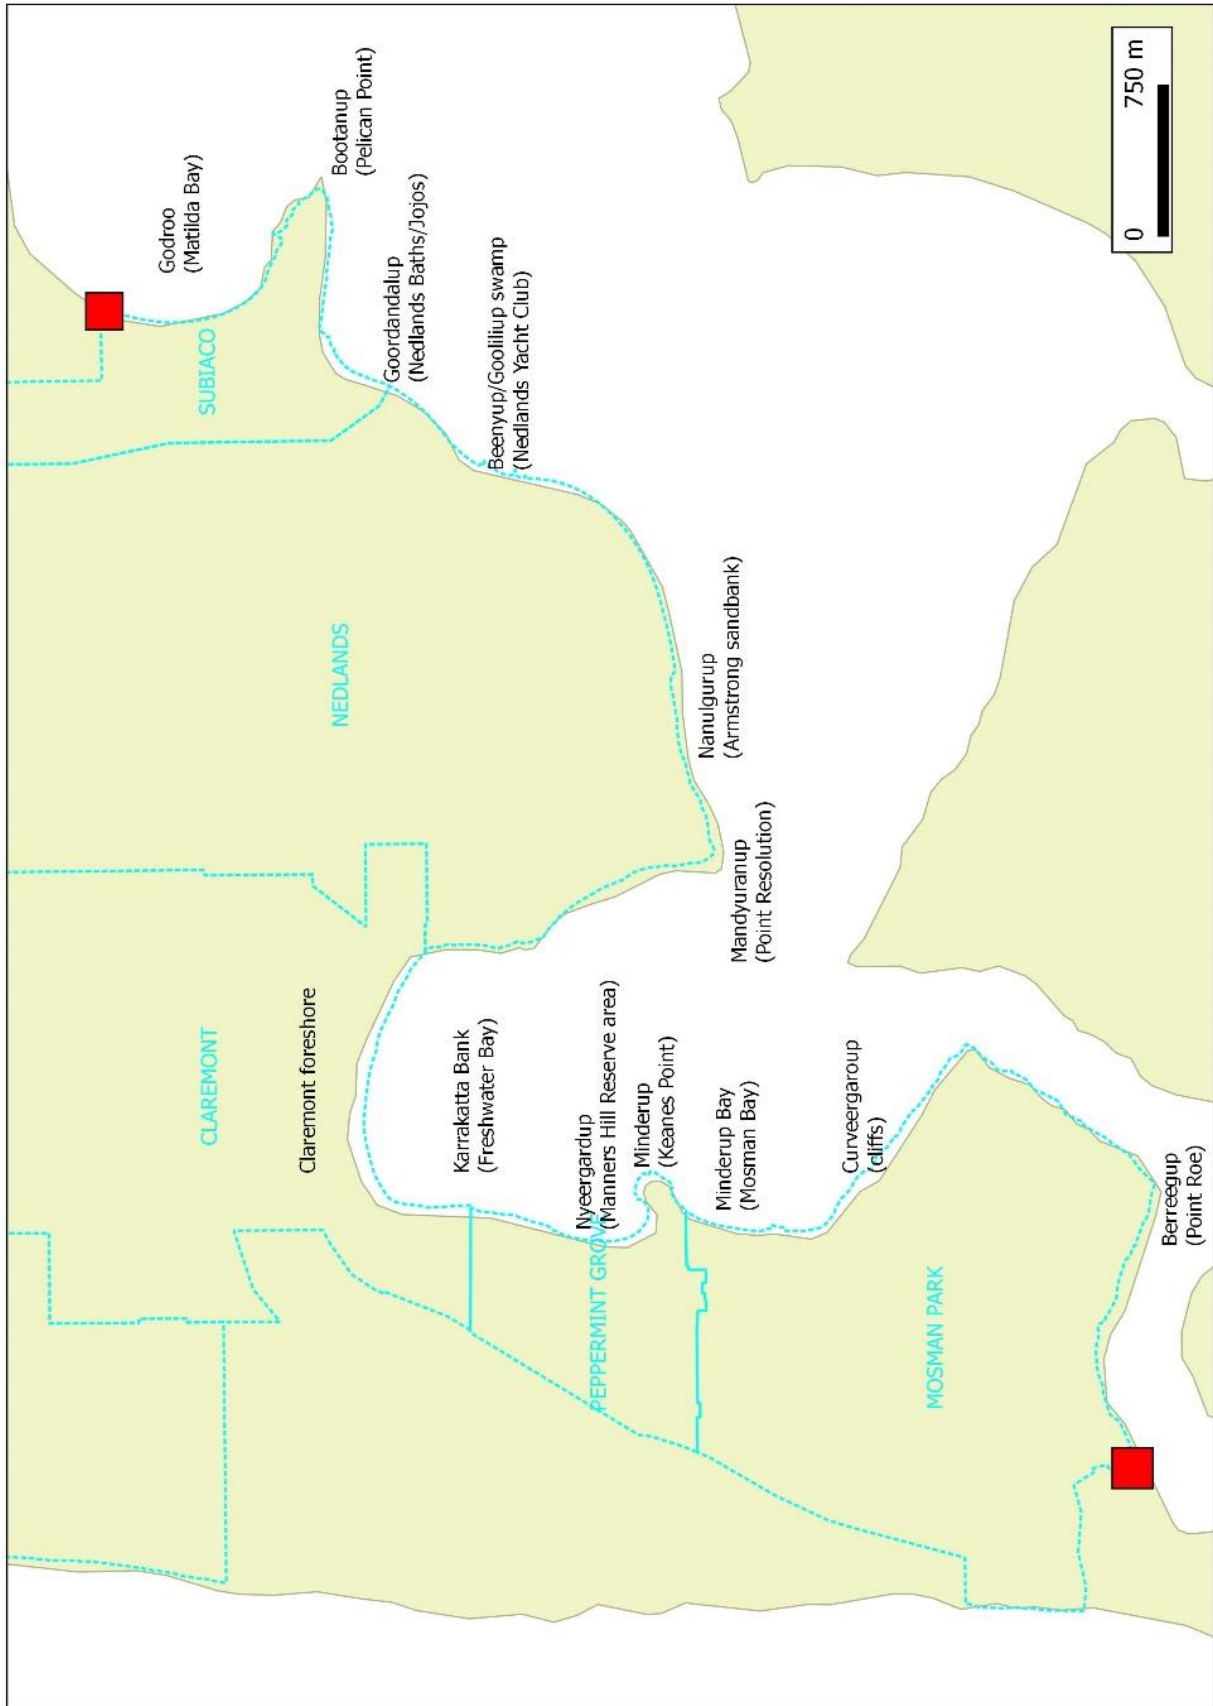 Godroo
(Matilda Bay)
Bootanup
(Pelican Point)
SUBIACO
Goordandalup
(Nedlands Baths/Jojos)
Beenyup/Gooliliup swamp
(Nedlands Yacht Club)
NEDLANDS
Nanulgurup
(Armstrong sandbank)
Mandyuranup
(Point Resolution)
CLAREMONT
Claremont foreshore
Karrakatta Bank
(Freshwater Bay)
Nyeergardup
(Manners Hill Reserve area)
PEPPERMINT GROVE
Minderup
(Keanes Point)
Minderup Bay
(Mosman Bay)
Curveergaroup
(cliffs)
MOSMAN PARK
Berreegup
(Point Roe)
0 750 m